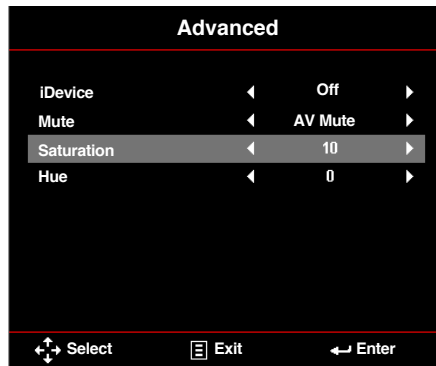 Advanced
iDevice Off
Mute AV Mute
Saturation 10
Hue 0
Select Exit Enter